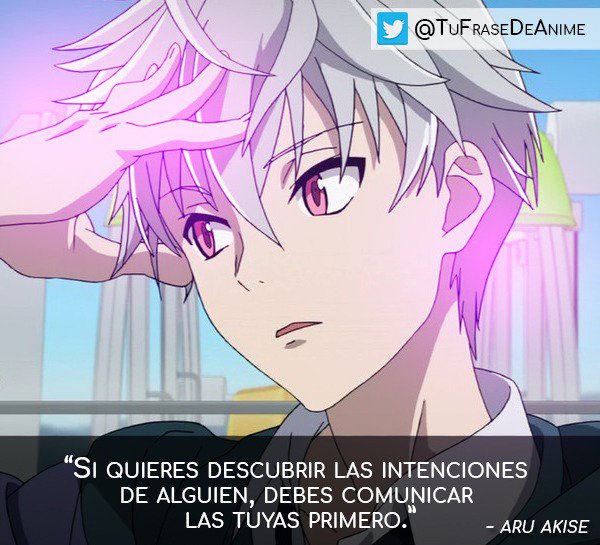 @TuFraseDeAnime
“Si quieres descubrir las intenciones
de alguien, debes comunicar
las tuyas primero.“
- ARU AKISE